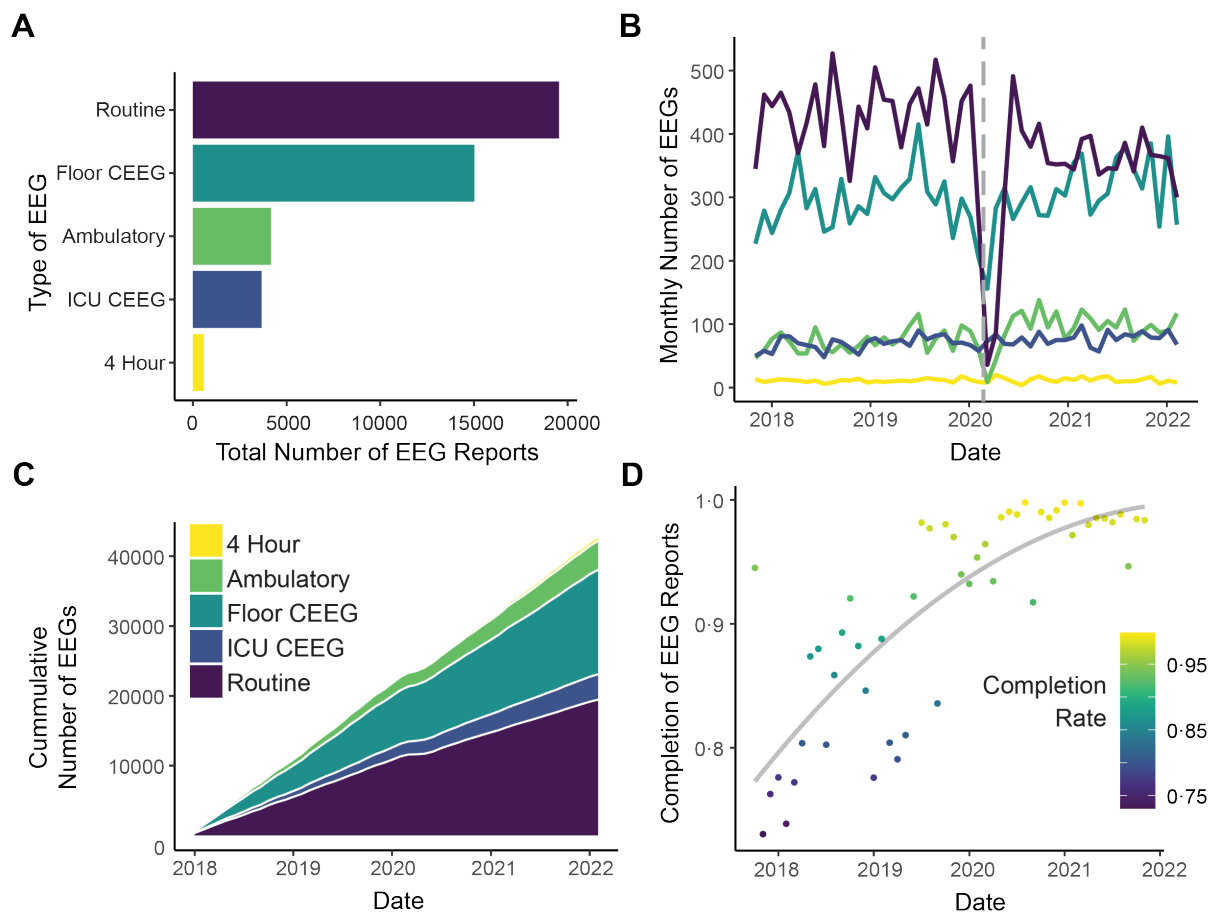 A
Type of EEG
Routine
Floor CEEG
Ambulatory
ICU CEEG
4 Hour
0 5000 10000 15000 20000
Total Number of EEG Reports
B
Monthly Number of EEGs
500
400
300
200
100
0
2018 2019 2020 2021 2022
Date
C
Cummulative
Number of EEGs
40000
30000
20000
10000
0
4 Hour
Ambulatory
Floor CEEG
ICU CEEG
Routine
2018 2019 2020 2021 2022
Date
D
Completion of EEG Reports
1·0
0·9
0·8
Completion
Rate
0·95
0·85
0·75
2018 2019 2020 2021 2022
Date